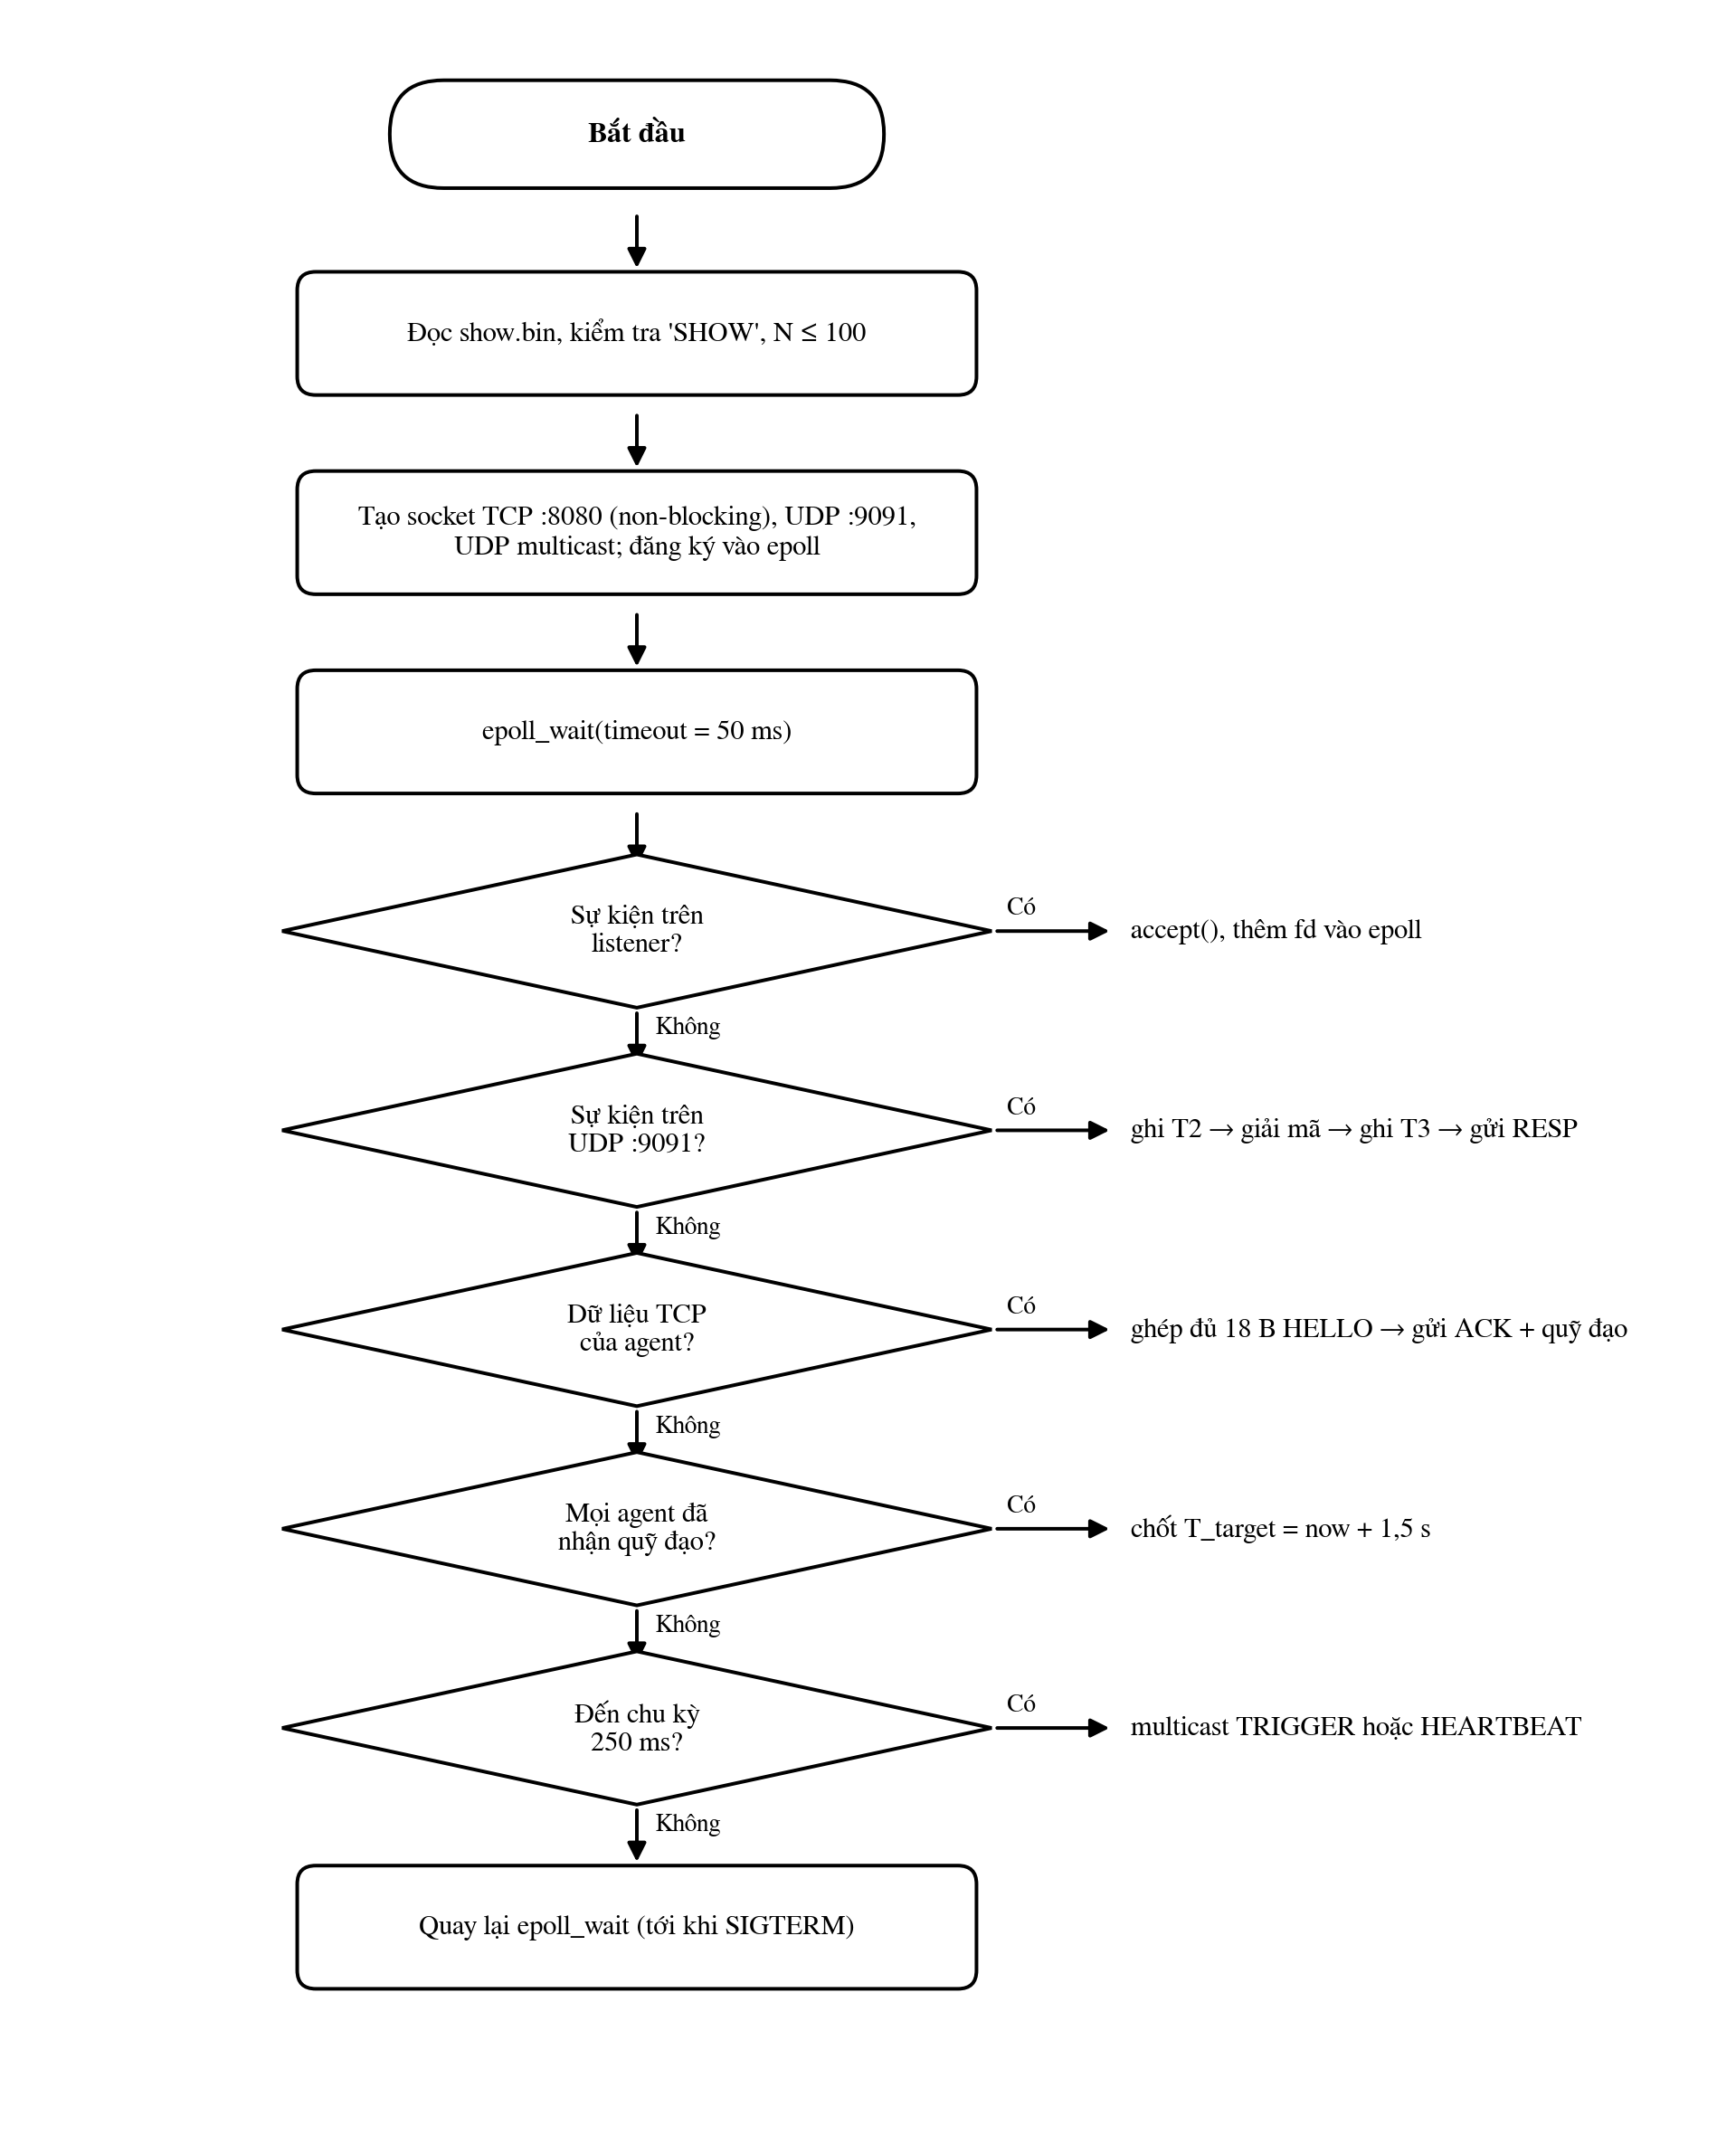 Bắt đầu
Đọc show.bin, kiểm tra 'SHOW', N ≤ 100
Tạo socket TCP :8080 (non-blocking), UDP :9091,
UDP multicast; đăng ký vào epoll
epoll_wait(timeout = 50 ms)
Sự kiện trên
listener?
Có
accept(), thêm fd vào epoll
Không
Sự kiện trên
UDP :9091?
Có
ghi T2 → giải mã → ghi T3 → gửi RESP
Không
Dữ liệu TCP
của agent?
Có
ghép đủ 18 B HELLO → gửi ACK + quỹ đạo
Không
Mọi agent đã
nhận quỹ đạo?
Có
chốt T_target = now + 1,5 s
Không
Đến chu kỳ
250 ms?
Có
multicast TRIGGER hoặc HEARTBEAT
Không
Quay lại epoll_wait (tới khi SIGTERM)